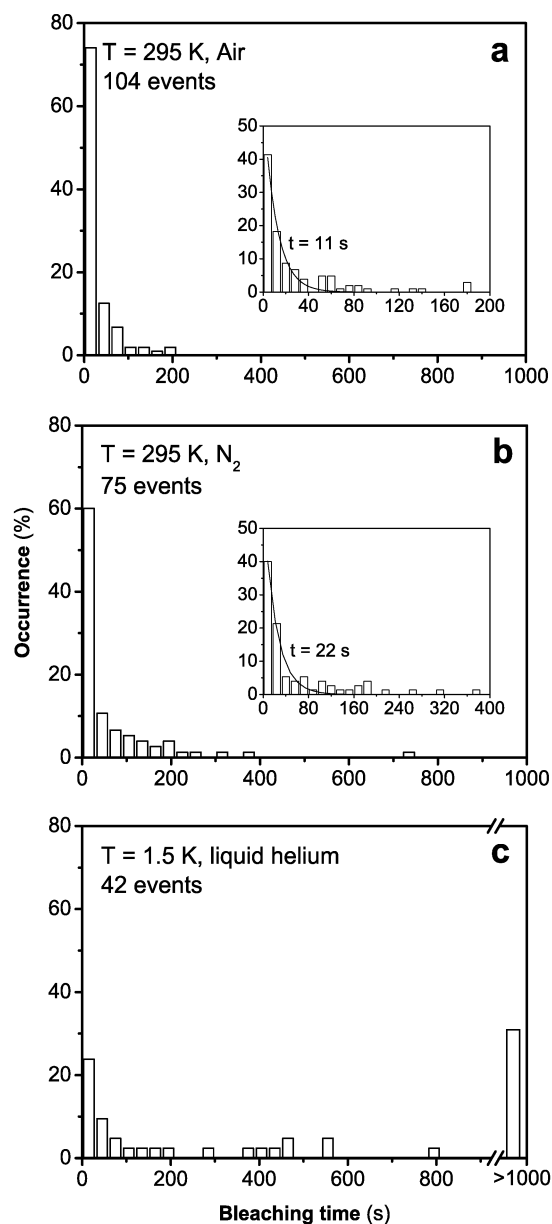 T = 295 K, Air
a
104 events
80
60
40
20
0
0 200 400 600 800 1000
50
40
30
20
10
0
t = 11 s
0 40 80 120 160 200
T = 295 K, N₂
b
75 events
80
60
40
20
0
0 200 400 600 800 1000
50
40
30
20
10
0
t = 22 s
0 80 160 240 320 400
Occurrence (%)
T = 1.5 K, liquid helium
c
42 events
80
60
40
20
0
0 200 400 600 800 >1000
Bleaching time (s)